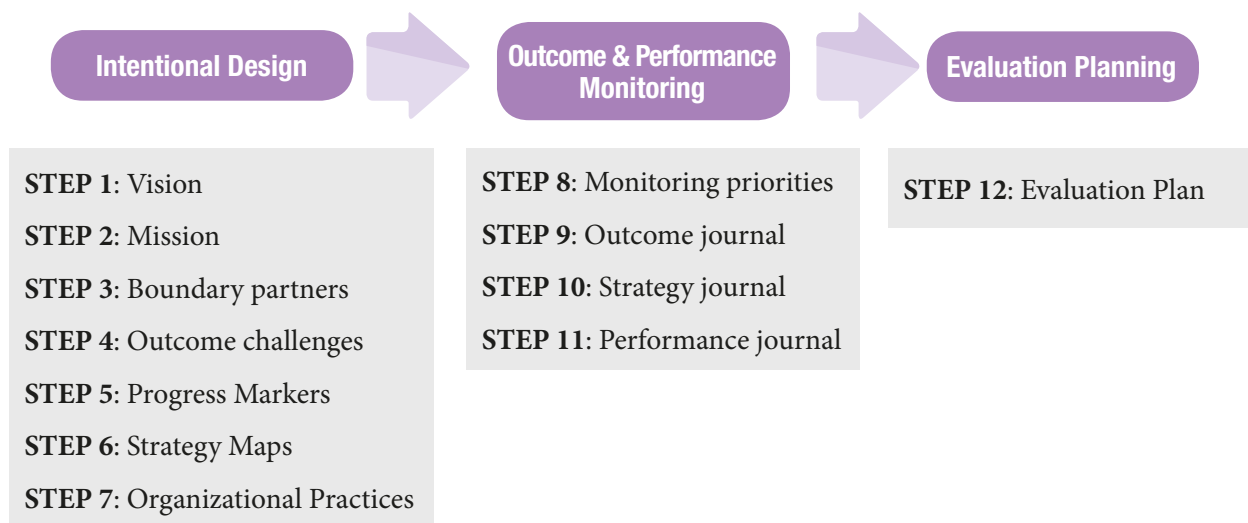 Intentional Design
Outcome & Performance
Monitoring
Evaluation Planning
STEP 1: Vision
STEP 2: Mission
STEP 3: Boundary partners
STEP 4: Outcome challenges
STEP 5: Progress Markers
STEP 6: Strategy Maps
STEP 7: Organizational Practices
STEP 8: Monitoring priorities
STEP 9: Outcome journal
STEP 10: Strategy journal
STEP 11: Performance journal
STEP 12: Evaluation Plan